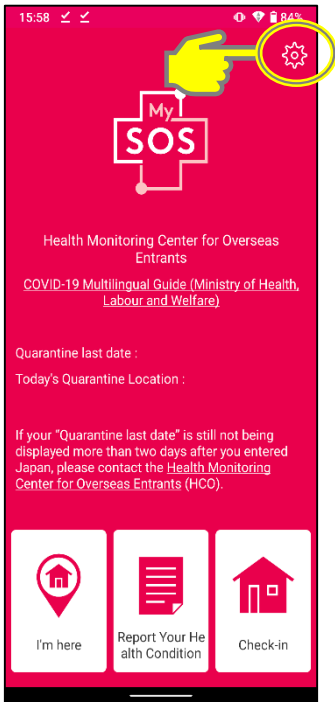 15:58
84%
My
SOS
Health Monitoring Center for Overseas
Entrants
COVID-19 Multilingual Guide (Ministry of Health,
Labour and Welfare)
Quarantine last date :
Today's Quarantine Location :
If your "Quarantine last date" is still not being
displayed more than two days after you entered
Japan, please contact the Health Monitoring
Center for Overseas Entrants (HCO).
I'm here
Report Your He
alth Condition
Check-in